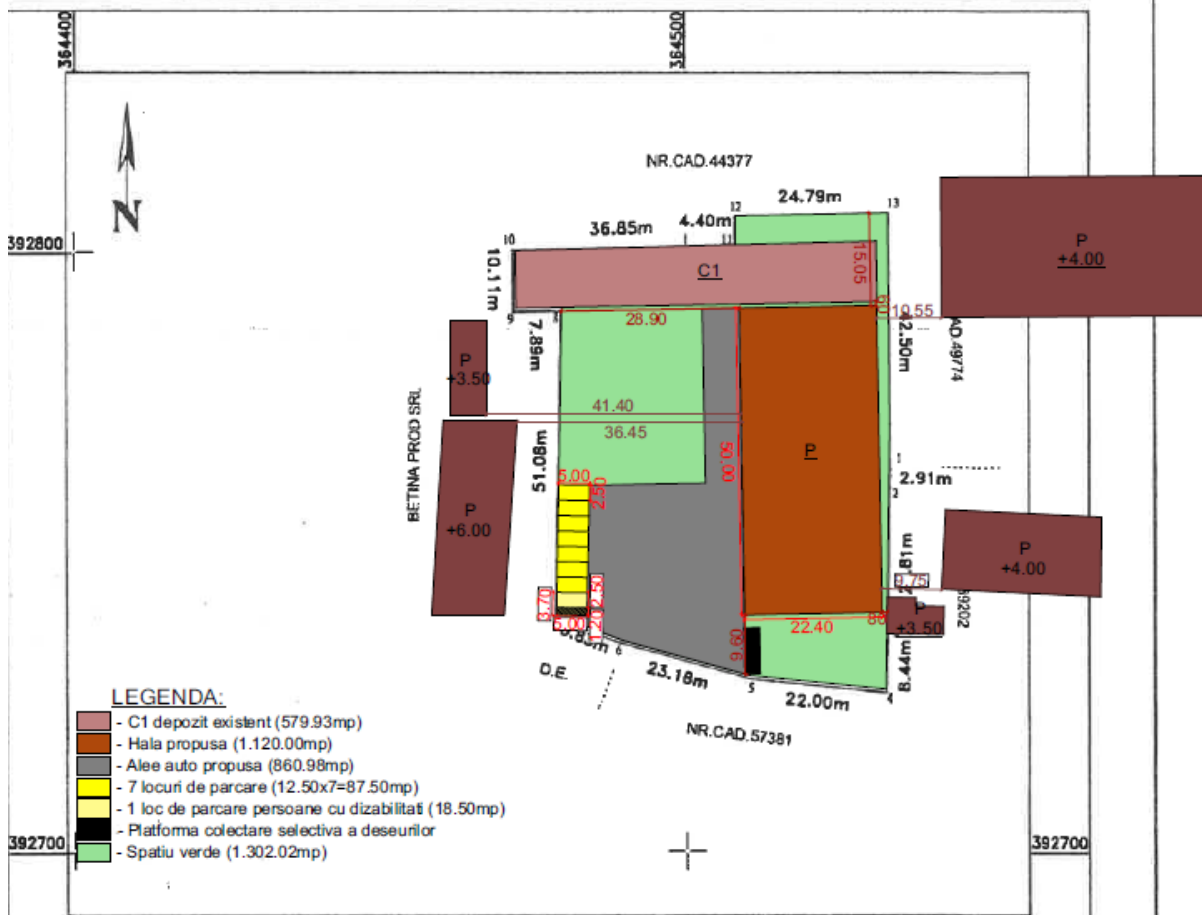 364400
364500
NR.CAD.44377
24.79m
12
13
36.85m
4.40m
10
11
392800
10.11m
C1
15.05
P
+4.00
9
8
28.90
10.55
7.89m
P
+3.50
41.40
36.45
BETINA PROD SRL
51.08m
50.00
P
1
2.91m
2
5.00
2.50
P
+6.00
P
+4.00
9.75
3.70
2.50
P
+3.50
5.00
1.20
22.40
6.60
6
D.E.
23.18m
5
22.00m
8.44m
4
NR.CAD.57381
N
LEGENDA:
- C1 depozit existent (579.93mp)
- Hala propusa (1.120.00mp)
- Alee auto propusa (860.98mp)
- 7 locuri de parcare (12.50x7=87.50mp)
- 1 loc de parcare persoane cu dizabilitati (18.50mp)
- Platforma colectare selectiva a deseurilor
- Spatiu verde (1.302.02mp)
392700
392700